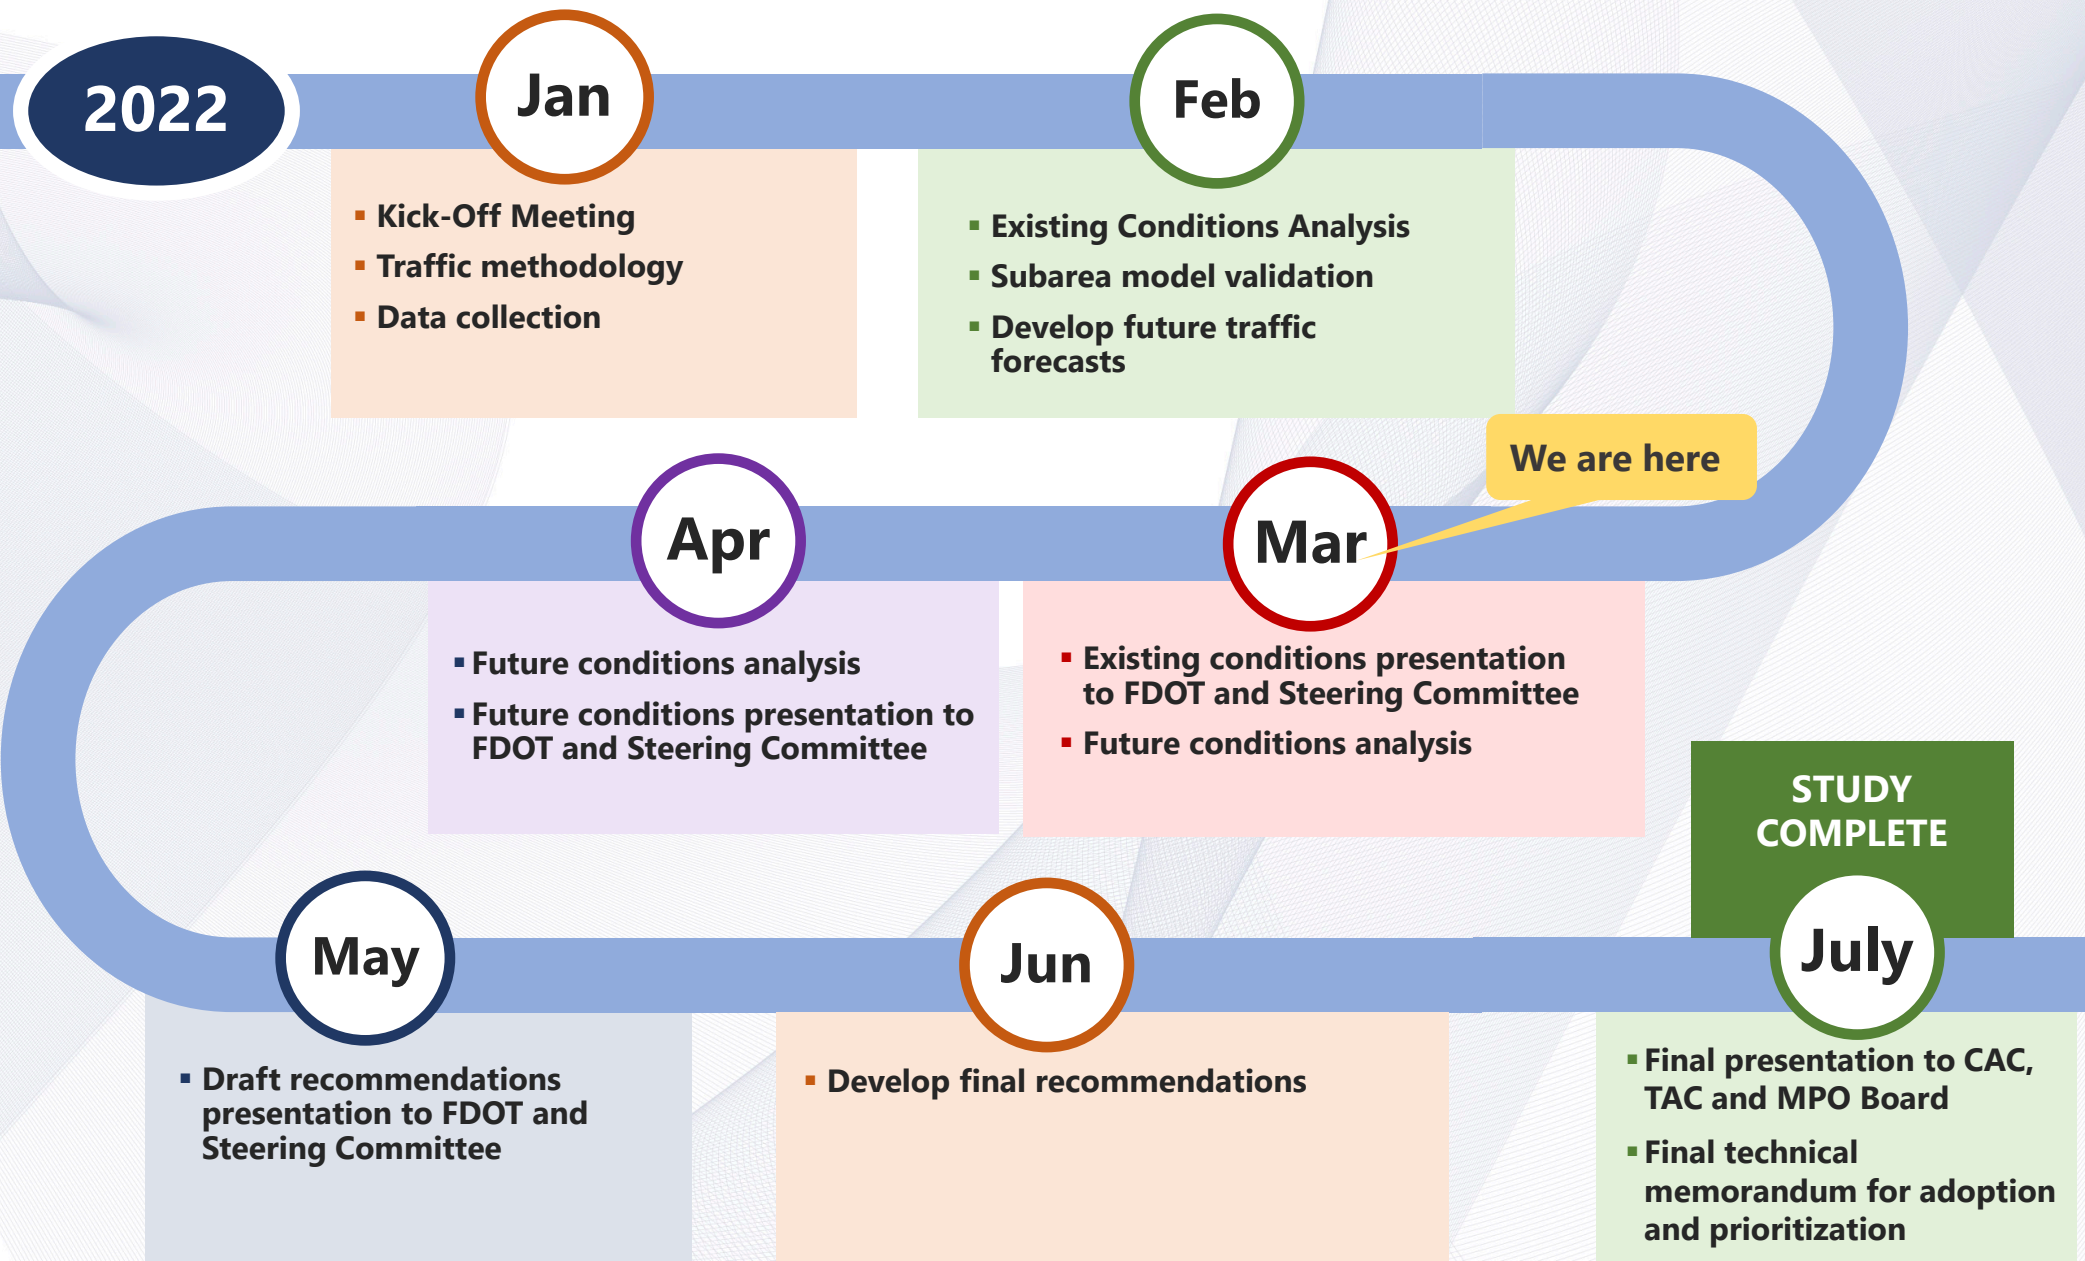 2022
Jan
▪ Kick-Off Meeting
▪ Traffic methodology
▪ Data collection
Feb
▪ Existing Conditions Analysis
▪ Subarea model validation
▪ Develop future traffic
forecasts
We are here
Mar
▪ Existing conditions presentation
to FDOT and Steering Committee
▪ Future conditions analysis
Apr
▪ Future conditions analysis
▪ Future conditions presentation to
FDOT and Steering Committee
May
▪ Draft recommendations
presentation to FDOT and
Steering Committee
Jun
▪ Develop final recommendations
STUDY
COMPLETE
July
▪ Final presentation to CAC,
TAC and MPO Board
▪ Final technical
memorandum for adoption
and prioritization